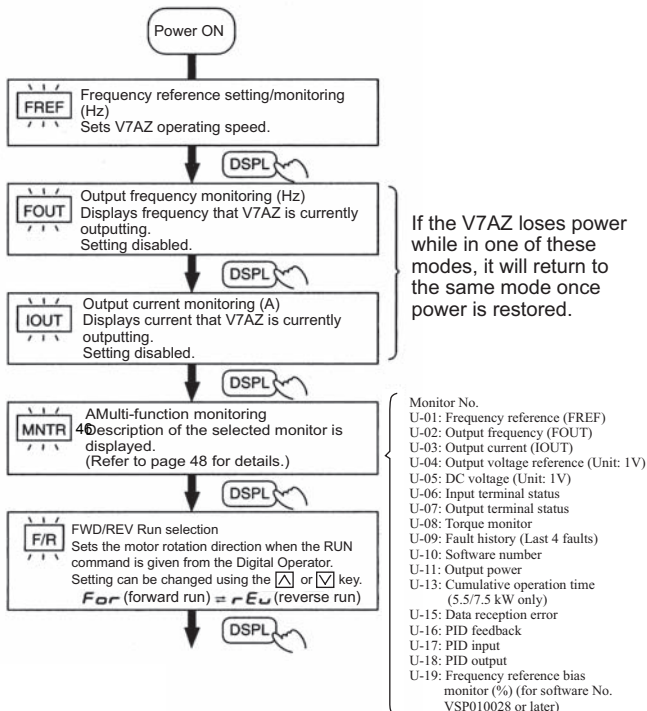 Power ON
FREF
Frequency reference setting/monitoring
(Hz)
Sets V7AZ operating speed.
DSPL
FOUT
Output frequency monitoring (Hz)
Displays frequency that V7AZ is currently
outputting.
Setting disabled.
DSPL
IOUT
Output current monitoring (A)
Displays current that V7AZ is currently
outputting.
Setting disabled.
If the V7AZ loses power
while in one of these
modes, it will return to
the same mode once
power is restored.
DSPL
MNTR
AMulti-function monitoring
46Description of the selected monitor is
displayed.
(Refer to page 48 for details.)
DSPL
F/R
FWD/REV Run selection
Sets the motor rotation direction when the RUN
command is given from the Digital Operator.
Setting can be changed using the or key.
For (forward run) = rEv (reverse run)
DSPL
Monitor No.
U-01: Frequency reference (FREF)
U-02: Output frequency (FOUT)
U-03: Output current (IOUT)
U-04: Output voltage reference (Unit: 1V)
U-05: DC voltage (Unit: 1V)
U-06: Input terminal status
U-07: Output terminal status
U-08: Torque monitor
U-09: Fault history (Last 4 faults)
U-10: Software number
U-11: Output power
U-13: Cumulative operation time
(5.5/7.5 kW only)
U-15: Data reception error
U-16: PID feedback
U-17: PID input
U-18: PID output
U-19: Frequency reference bias
monitor (%) (for software No.
VSP010028 or later)